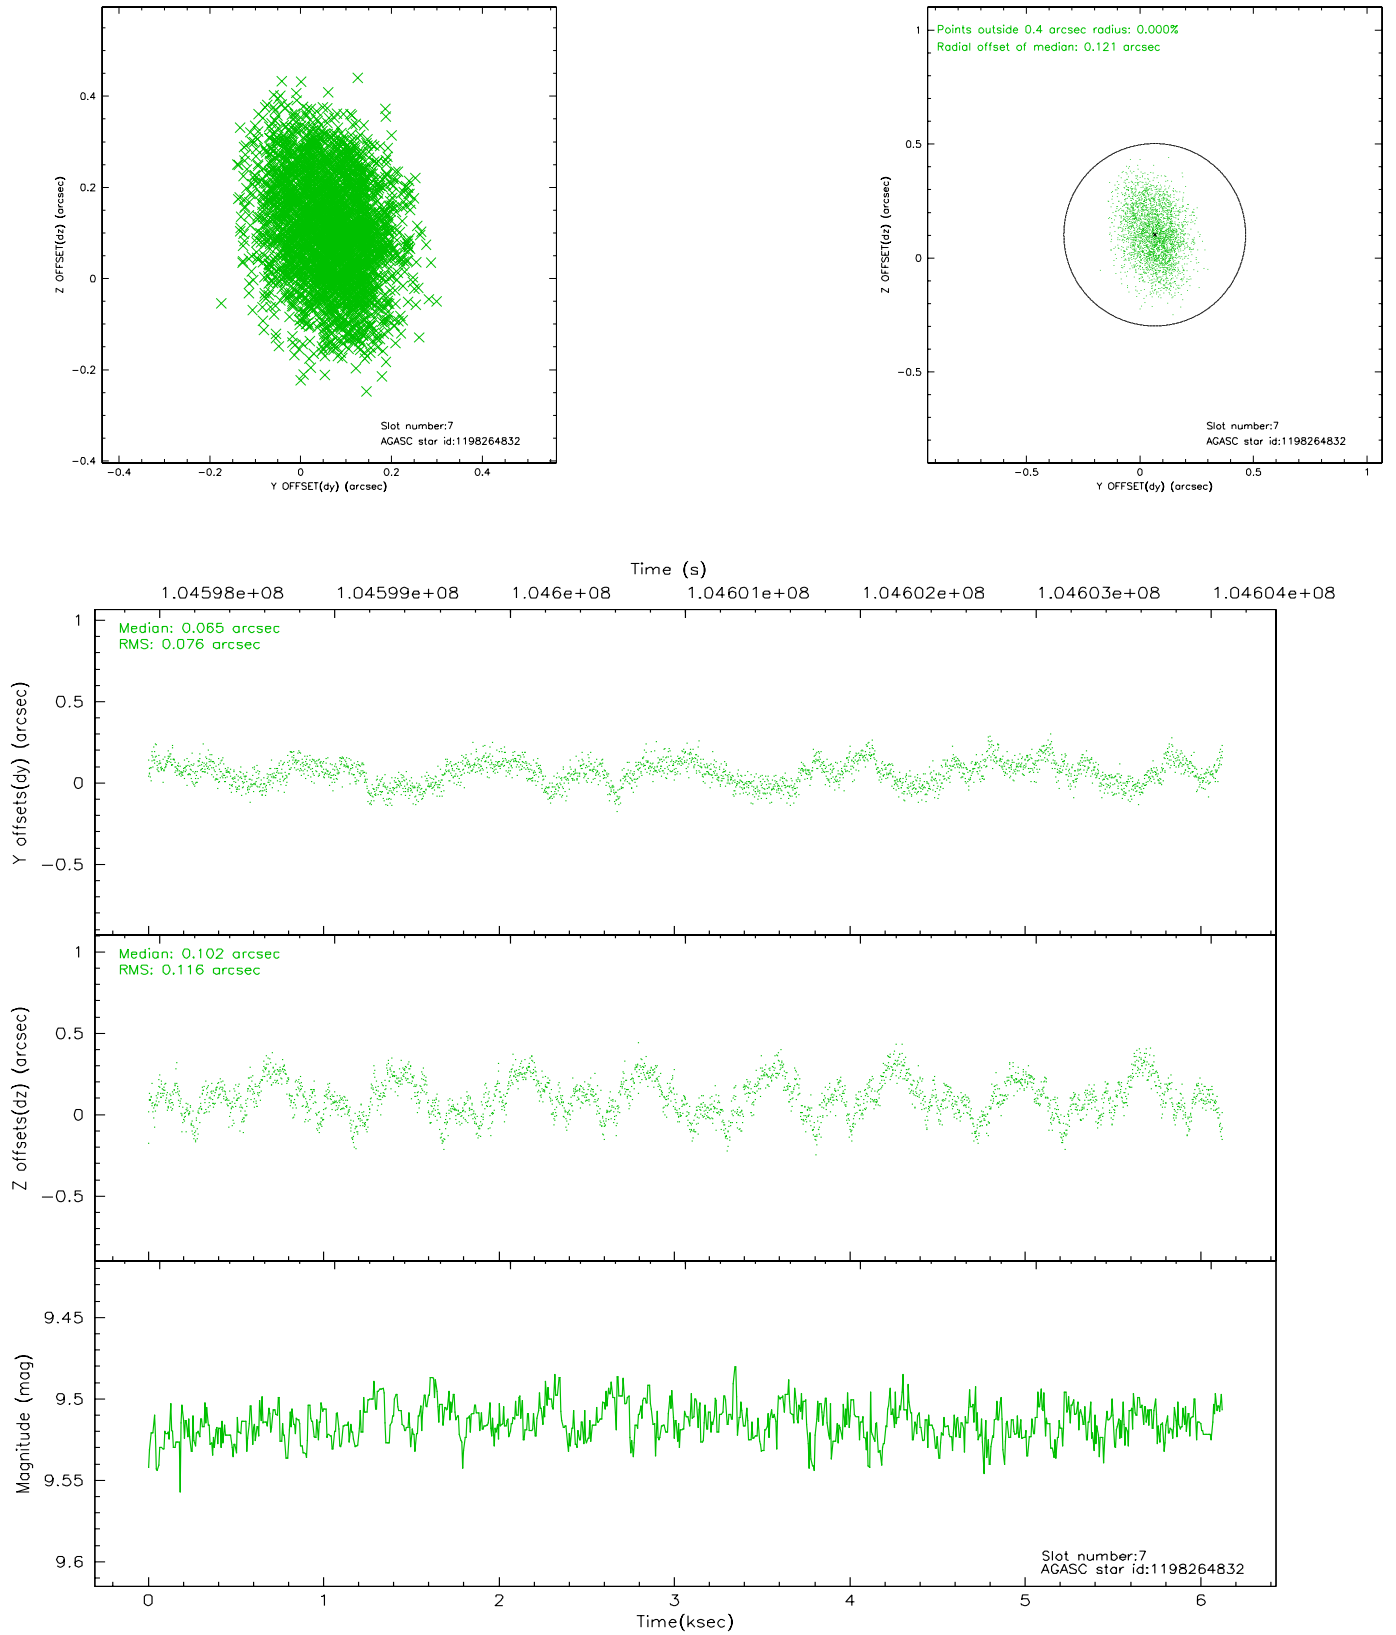 0.4
0.2
0
−0.2
−0.4
Z OFFSET(dz) (arcsec)
Slot number:7
AGASC star id:1198264832
−0.4 −0.2 0 0.2 0.4
Y OFFSET(dy) (arcsec)
Points outside 0.4 arcsec radius: 0.000%
Radial offset of median: 0.121 arcsec
1
0.5
0
−0.5
Z OFFSET(dz) (arcsec)
Slot number:7
AGASC star id:1198264832
−0.5 0 0.5 1
Y OFFSET(dy) (arcsec)
Time (s)
1.04598e+08 1.04599e+08 1.046e+08 1.04601e+08 1.04602e+08 1.04603e+08 1.04604e+08
Median: 0.065 arcsec
RMS: 0.076 arcsec
1
0.5
0
−0.5
Y offsets(dy) (arcsec)
Median: 0.102 arcsec
RMS: 0.116 arcsec
1
0.5
0
−0.5
Z offsets(dz) (arcsec)
9.45
9.5
9.55
9.6
Magnitude (mag)
Slot number:7
AGASC star id:1198264832
0 1 2 3 4 5 6
Time(ksec)